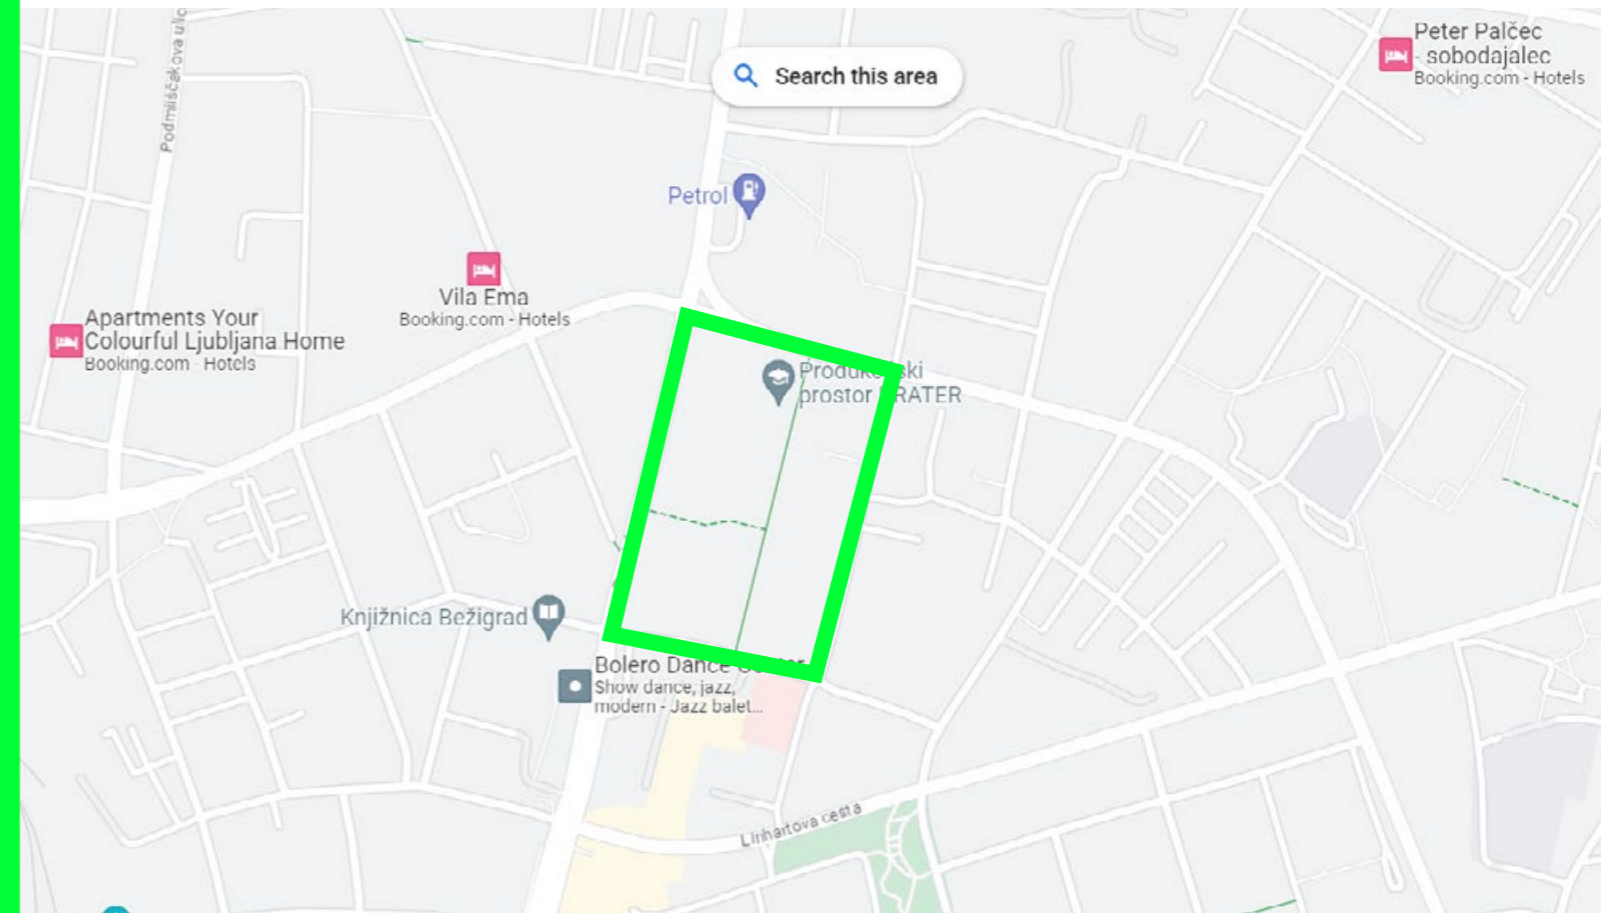 Podmiliščakova ulic
Search this area
Peter Palčec
- sobodajalec
Booking.com - Hotels
Petrol
Vila Ema
Booking.com - Hotels
Apartments Your
Colourful Ljubljana Home
Booking.com - Hotels
prostor RATER
Knjižnica Bežigrad
Bolero Dance
Show dance, jazz,
modern - Jazz balet...
Linhartova cesta